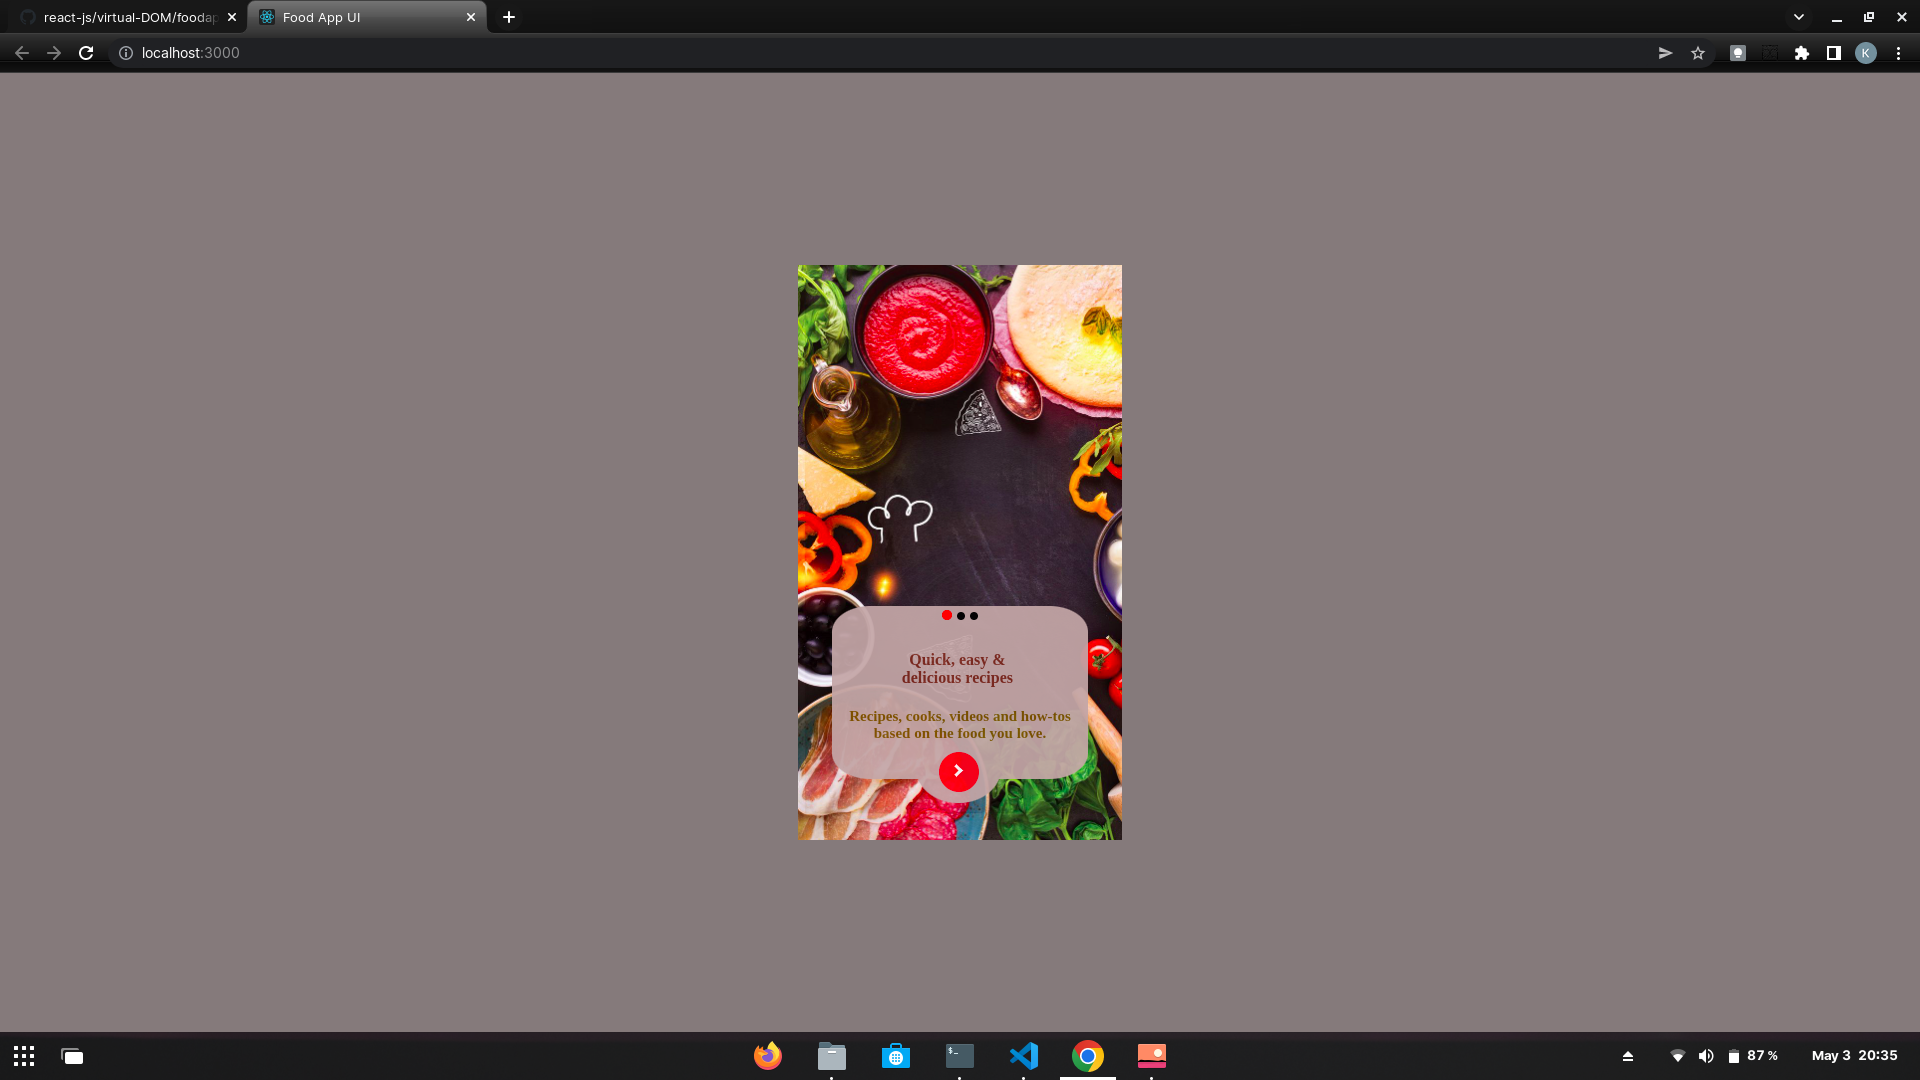 react-js/virtual-DOM/foodap
Food App UI
localhost:3000
K
Quick, easy &
delicious recipes
Recipes, cooks, videos and how-tos
based on the food you love.
$-
87 %
May 3 20:35